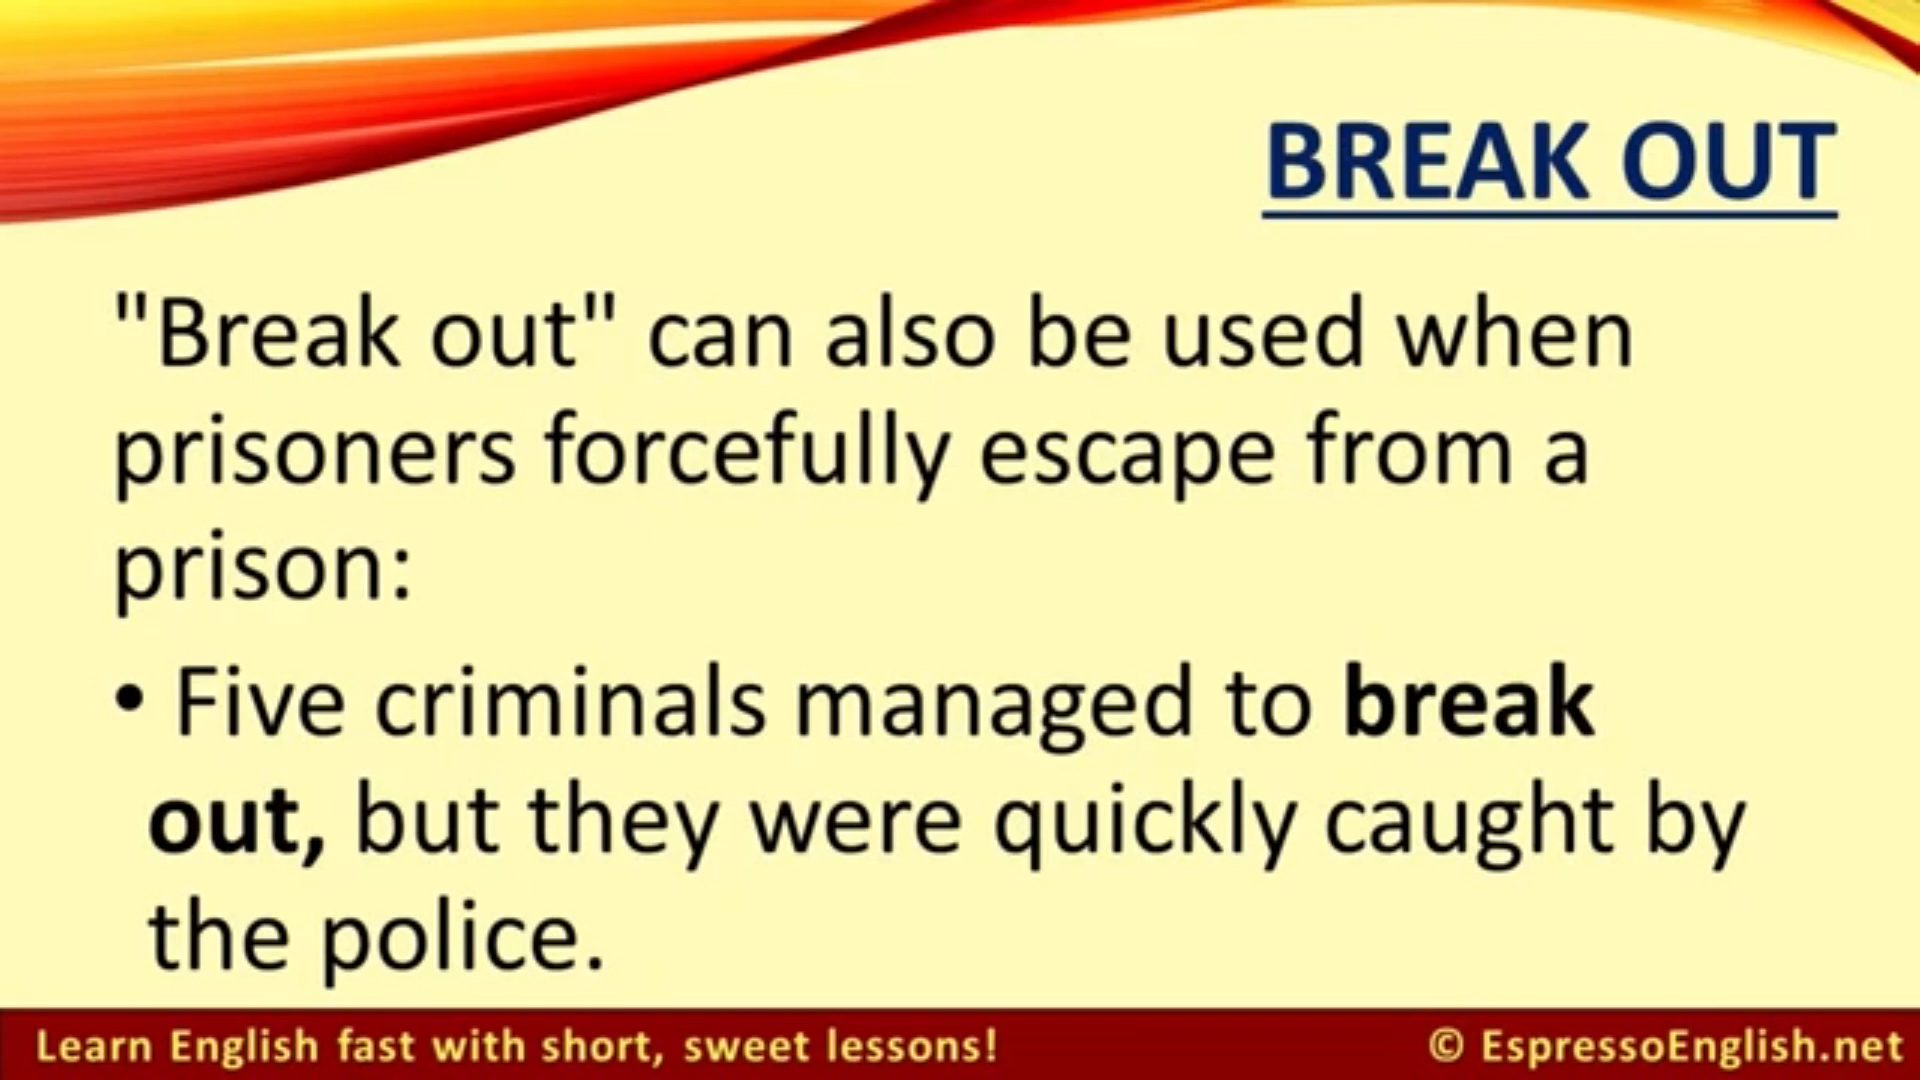 BREAK OUT
"Break out" can also be used when
prisoners forcefully escape from a
prison:
• Five criminals managed to break
out, but they were quickly caught by
the police.
Learn English fast with short, sweet lessons!
© EspressoEnglish.net